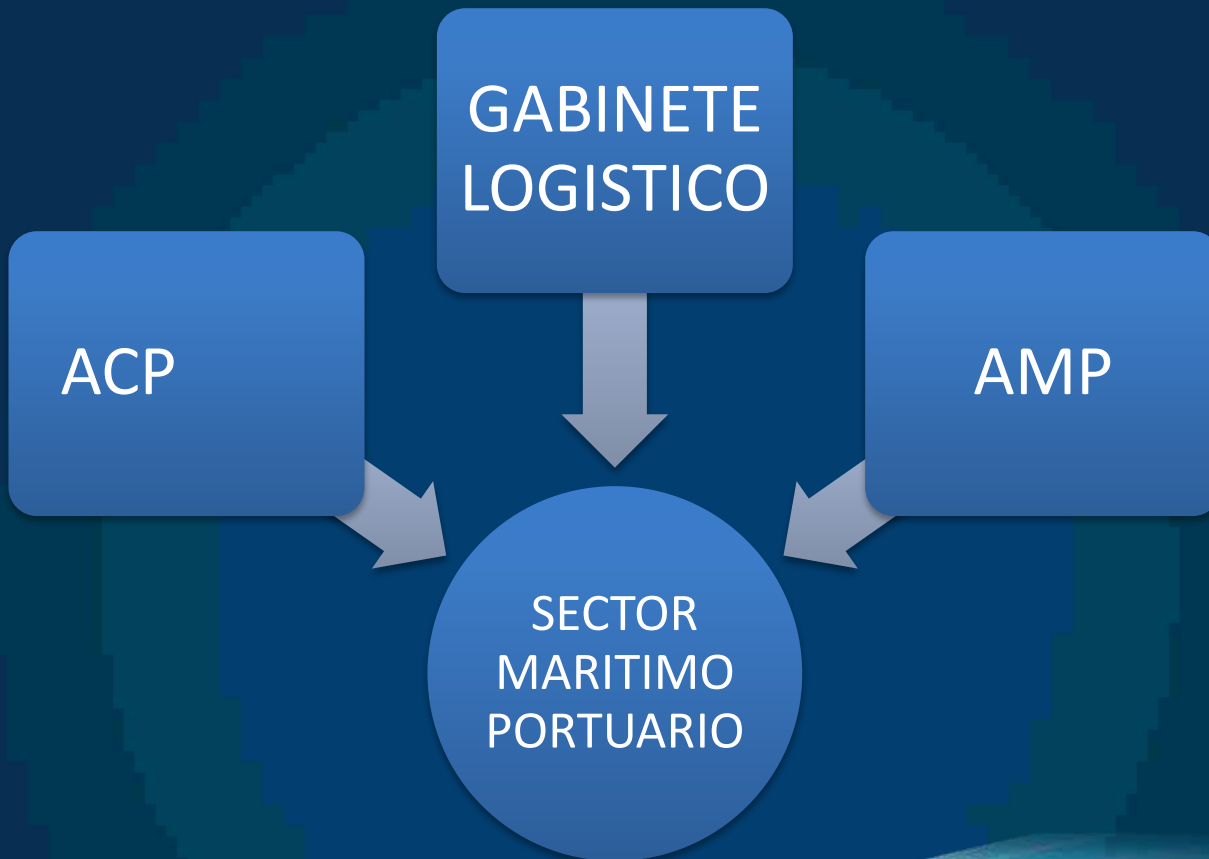 GABINETE
LOGISTICO
ACP
AMP
SECTOR
MARITIMO
PORTUARIO